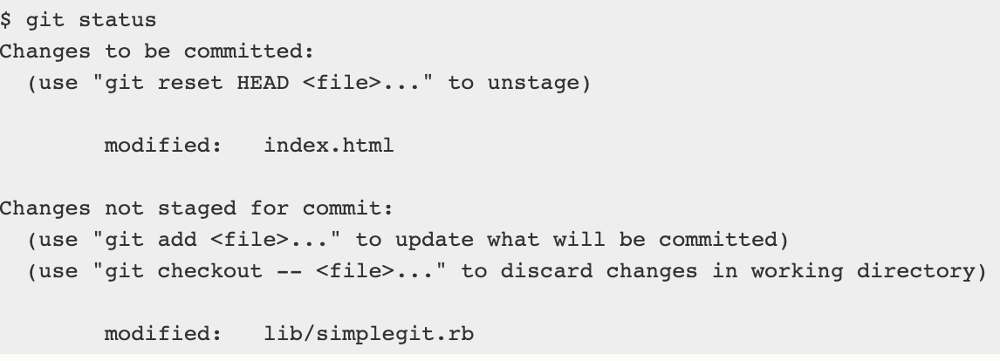 $ git status
Changes to be committed:
  (use "git reset HEAD <file>..." to unstage)

        modified:   index.html

Changes not staged for commit:
  (use "git add <file>..." to update what will be committed)
  (use "git checkout -- <file>..." to discard changes in working directory)

        modified:   lib/simplegit.rb